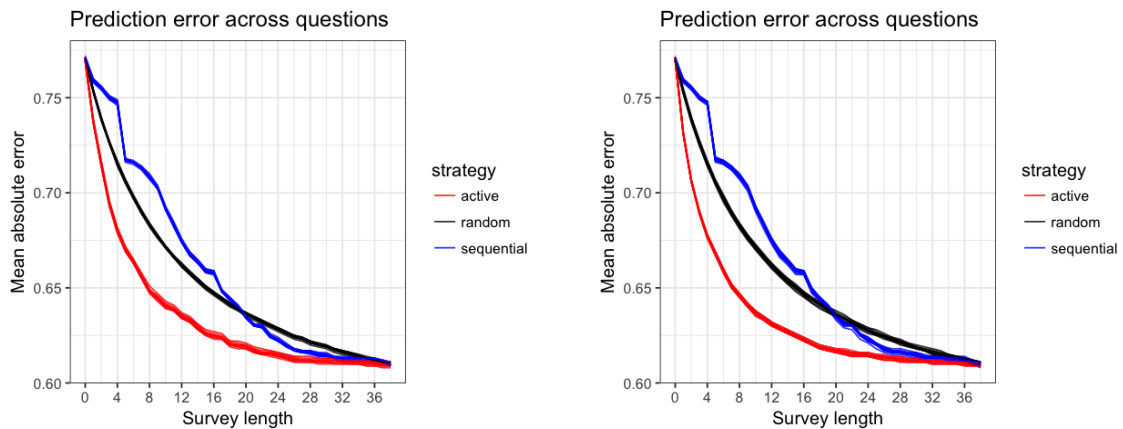 Prediction error across questions
Mean absolute error
0.75
0.70
0.65
0.60
0 4 8 12 16 20 24 28 32 36
Survey length
strategy
active
random
sequential
Prediction error across questions
Mean absolute error
0.75
0.70
0.65
0.60
0 4 8 12 16 20 24 28 32 36
Survey length
strategy
active
random
sequential